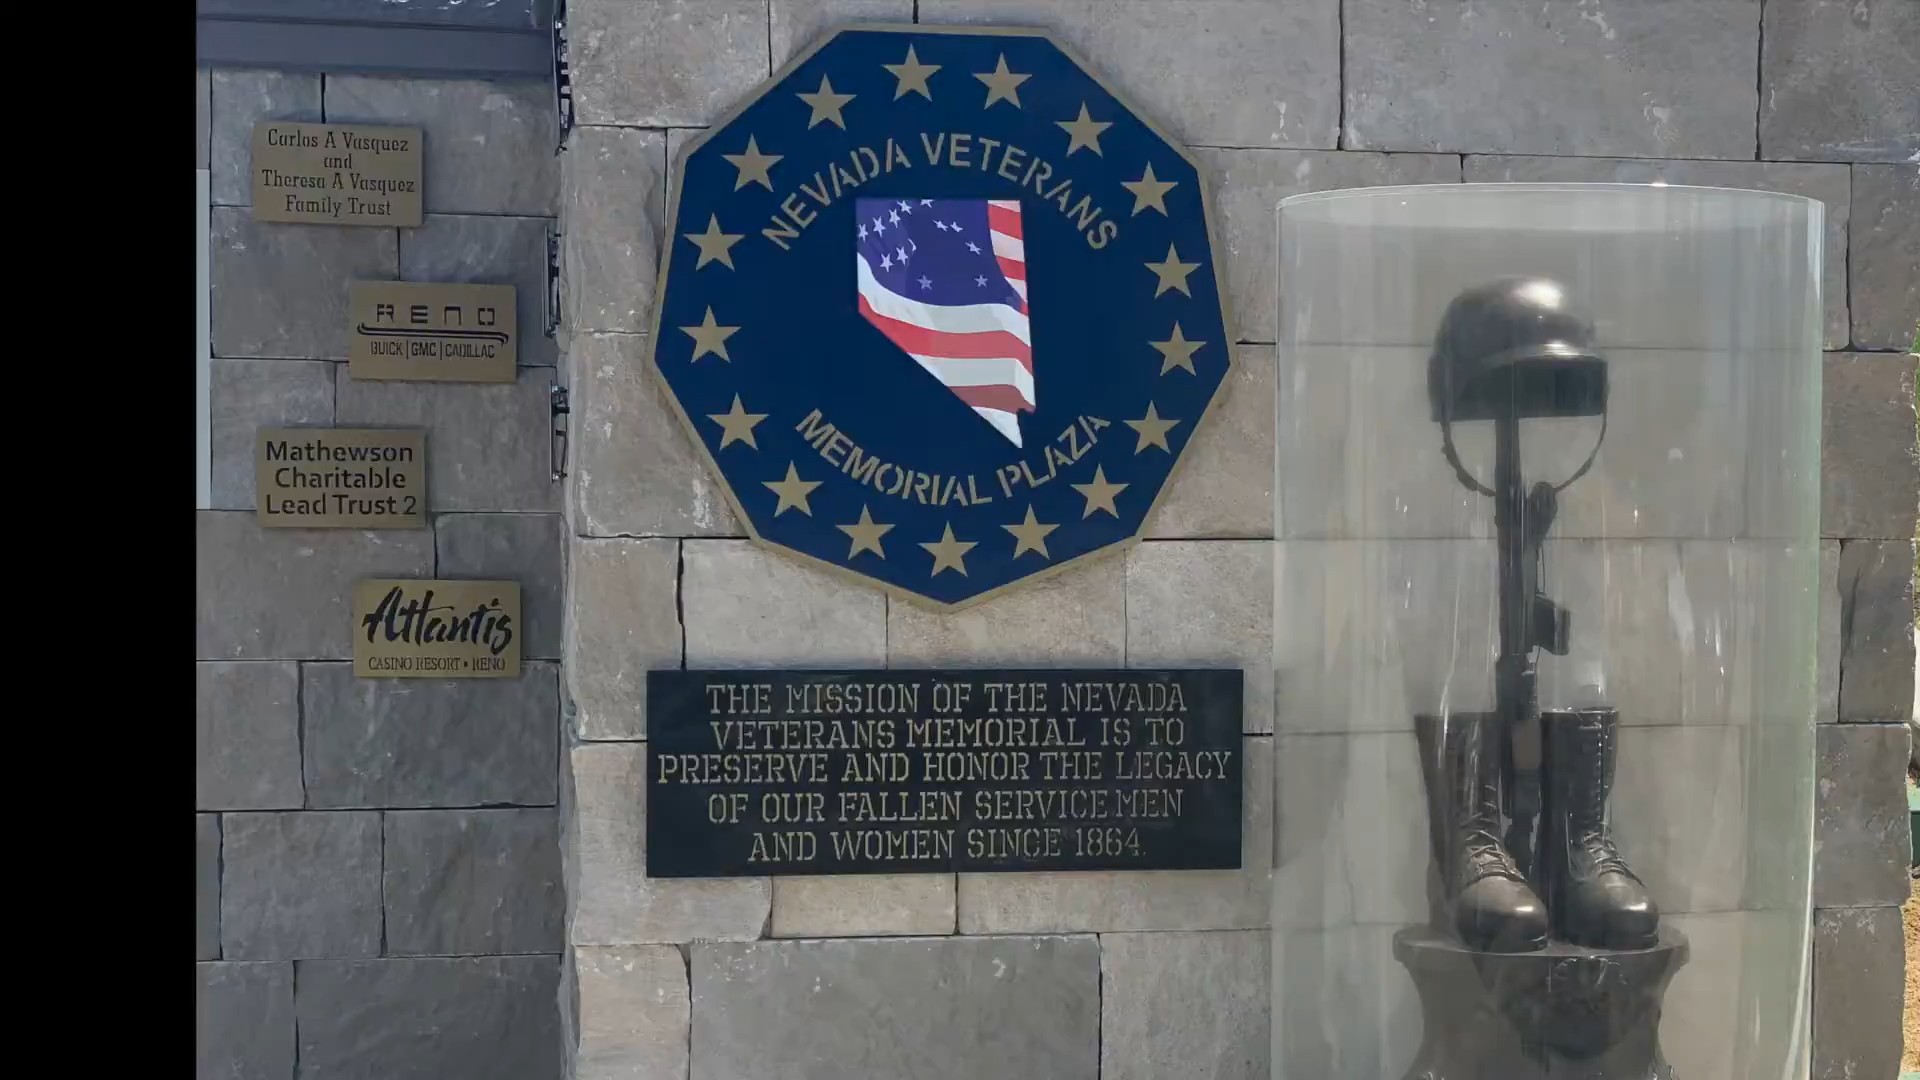 Carlos A Vasquez
and
Theresa A Vasquez
Family Trust
RENO
BUICK | GMC | CADILLAC
Mathewson
Charitable
Lead Trust 2
Atlantis
CASINO RESORT • RENO
NEVADA VETERANS
MEMORIAL PLAZA
THE MISSION OF THE NEVADA
VETERANS MEMORIAL IS TO
PRESERVE AND HONOR THE LEGACY
OF OUR FALLEN SERVICEMEN
AND WOMEN SINCE 1864.